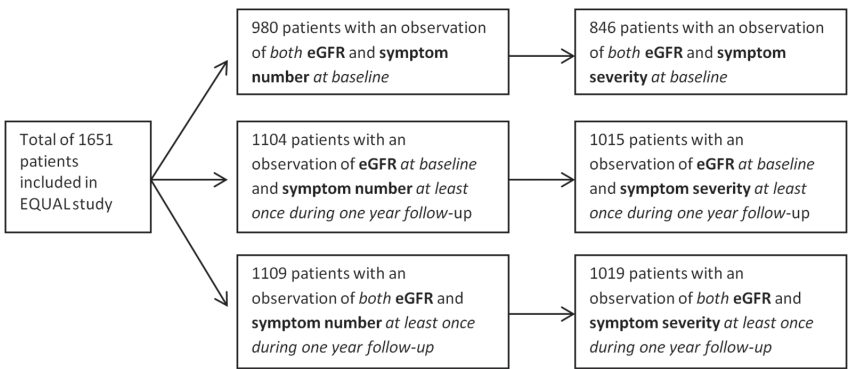 Total of 1651
patients
included in
EQUAL study
980 patients with an observation
of both eGFR and symptom
number at baseline
846 patients with an observation
of both eGFR and symptom
severity at baseline
1104 patients with an
observation of eGFR at baseline
and symptom number at least
once during one year follow-up
1015 patients with an
observation of eGFR at baseline
and symptom severity at least
once during one year follow-up
1109 patients with an
observation of both eGFR and
symptom number at least once
during one year follow-up
1019 patients with an
observation of both eGFR and
symptom severity at least once
during one year follow-up